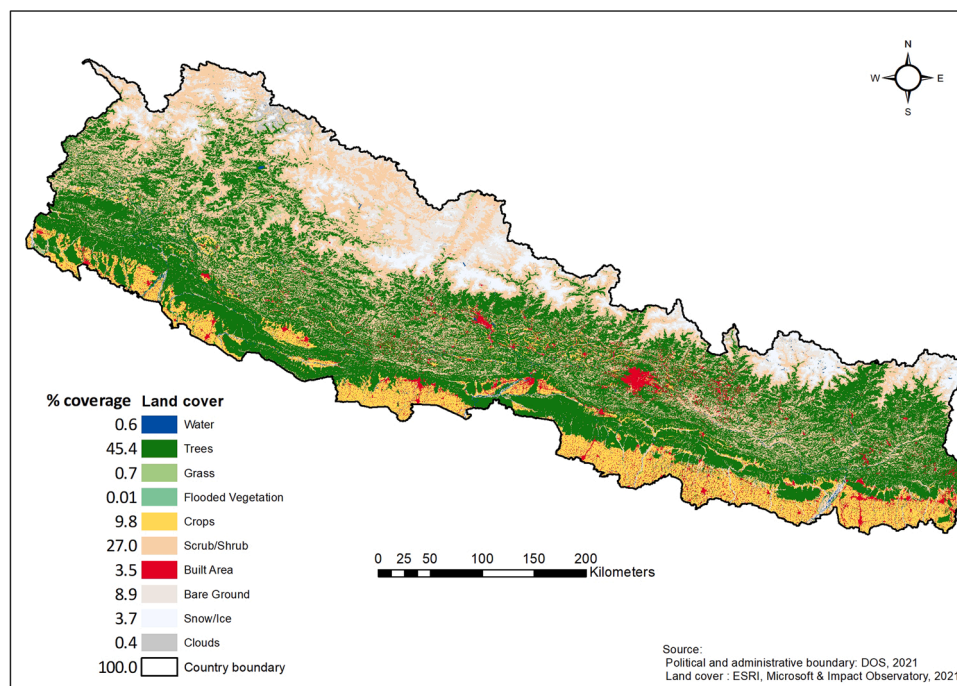 N
W E
S
% coverage Land cover
0.6 Water
45.4 Trees
0.7 Grass
0.01 Flooded Vegetation
9.8 Crops
27.0 Scrub/Shrub
3.5 Built Area
8.9 Bare Ground
3.7 Snow/Ice
0.4 Clouds
100.0 Country boundary
0 25 50 100 150 200
Kilometers
Source:
Political and administrative boundary: DOS, 2021
Land cover : ESRI, Microsoft & Impact Observatory, 2021